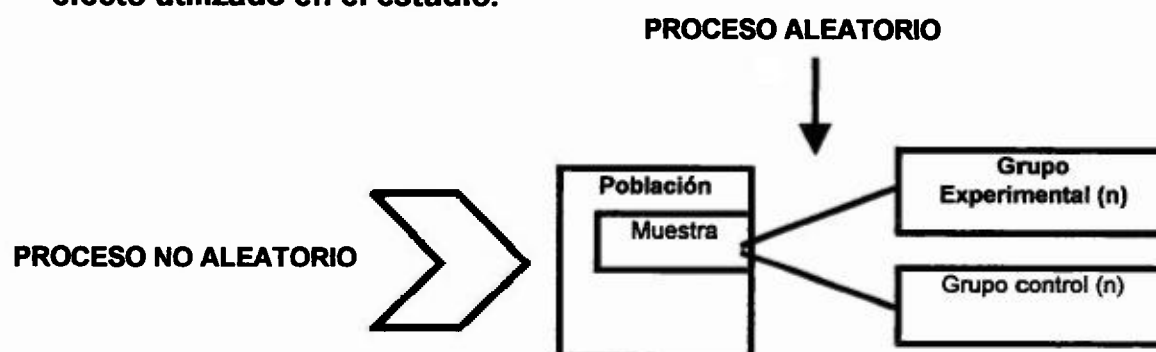 efecto utilizado en el estudio.
PROCESO ALEATORIO
Población
Muestra
Grupo
Experimental (n)
PROCESO NO ALEATORIO
Grupo control (n)